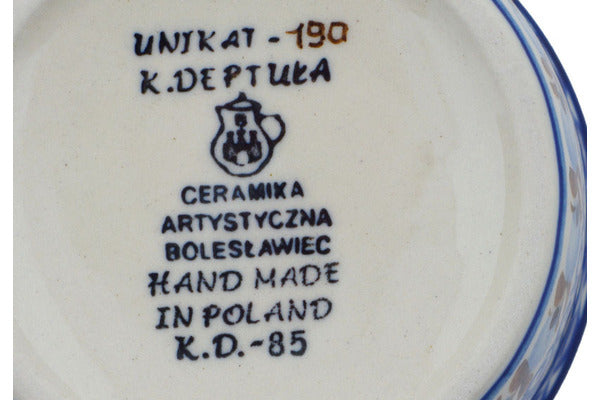 UNIKAT - 190
K. DEPTUŁA
CERAMIKA
ARTYSTYCZNA
BOLESŁAWIEC
HAND MADE
IN POLAND
K.D.-85